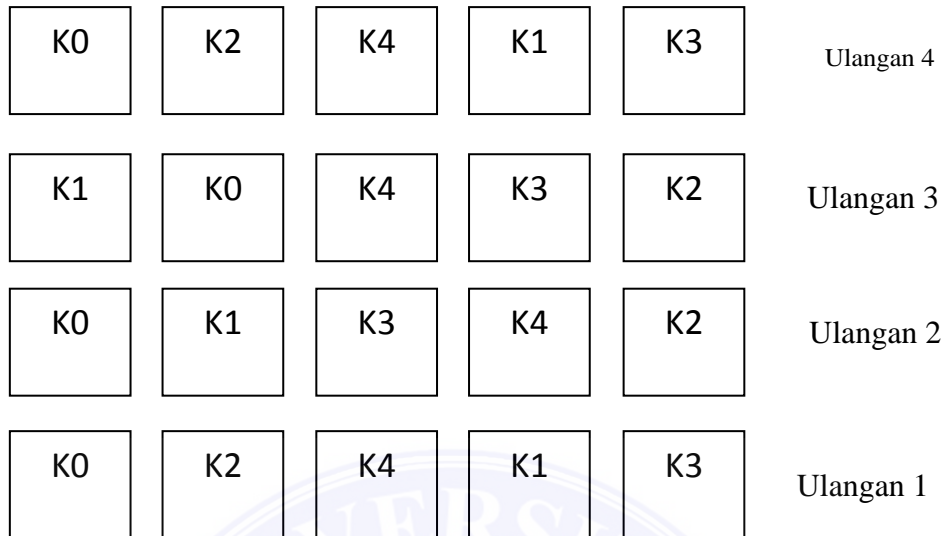 K0 K2 K4 K1 K3 Ulangan 4
K1 K0 K4 K3 K2 Ulangan 3
K0 K1 K3 K4 K2 Ulangan 2
K0 K2 K4 K1 K3 Ulangan 1